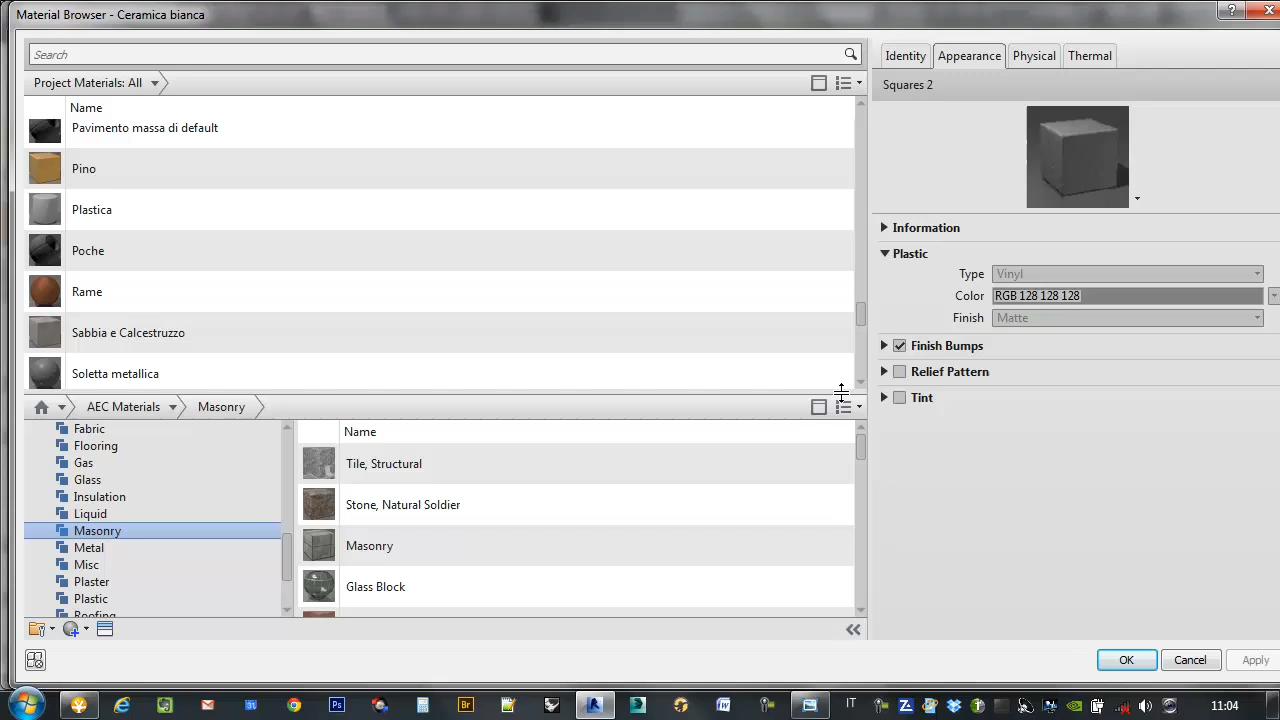 Material Browser - Ceramica bianca
?
Search
Project Materials: All
Name
Pavimento massa di default
Pino
Plastica
Poche
Rame
Sabbia e Calcestruzzo
Soletta metallica
AEC Materials
Masonry
Fabric
Flooring
Gas
Glass
Insulation
Liquid
Masonry
Metal
Misc
Plaster
Plastic
Roofing
Name
Tile, Structural
Stone, Natural Soldier
Masonry
Glass Block
Identity
Appearance
Physical
Thermal
Squares 2
Information
Plastic
Type Vinyl
Color RGB 128 128 128
Finish Matte
Finish Bumps
Relief Pattern
Tint
OK
Cancel
Apply
Ps
Br
W
IT
11:04